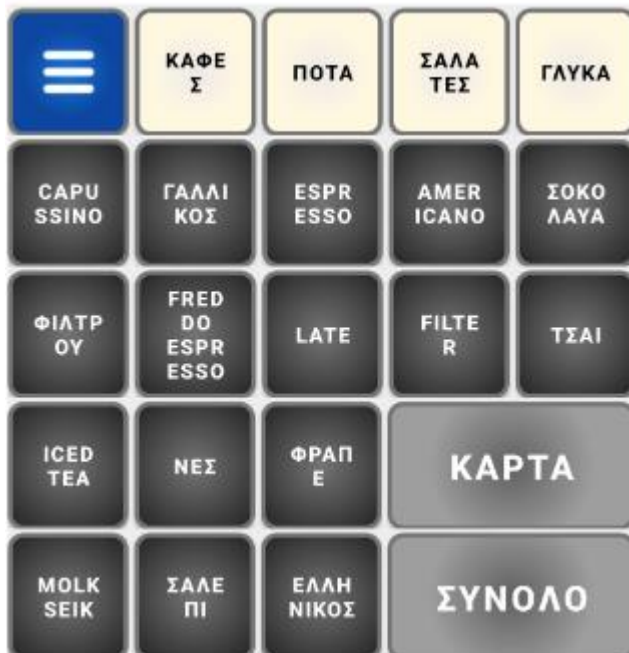 ΚΑΦΕ
Σ
ΠΟΤΑ
ΣΑΛΑ
ΤΕΣ
ΓΛΥΚΑ
CAPU
SSINO
ΓΑΛΛΙ
ΚΟΣ
ESPR
ESSO
AMER
ICANO
ΣΟΚΟ
ΛΑΥΑ
ΦΙΛΤΡ
ΟΥ
FRED
DO
ESPR
ESSO
LATE
FILTE
R
ΤΣΑΙ
ICED
TEA
ΝΕΣ
ΦΡΑΠ
Ε
ΚΑΡΤΑ
MOLK
SEIK
ΣΑΛΕ
ΠΙ
ΕΛΛΗ
ΝΙΚΟΣ
ΣΥΝΟΛΟ